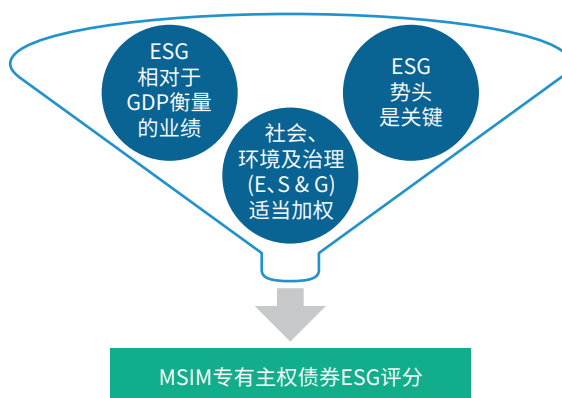 ESG
相对于
GDP衡量
的业绩
ESG
势头
是关键
社会、
环境及治理
(E、S & G)
适当加权
MSIM专有主权债券ESG评分